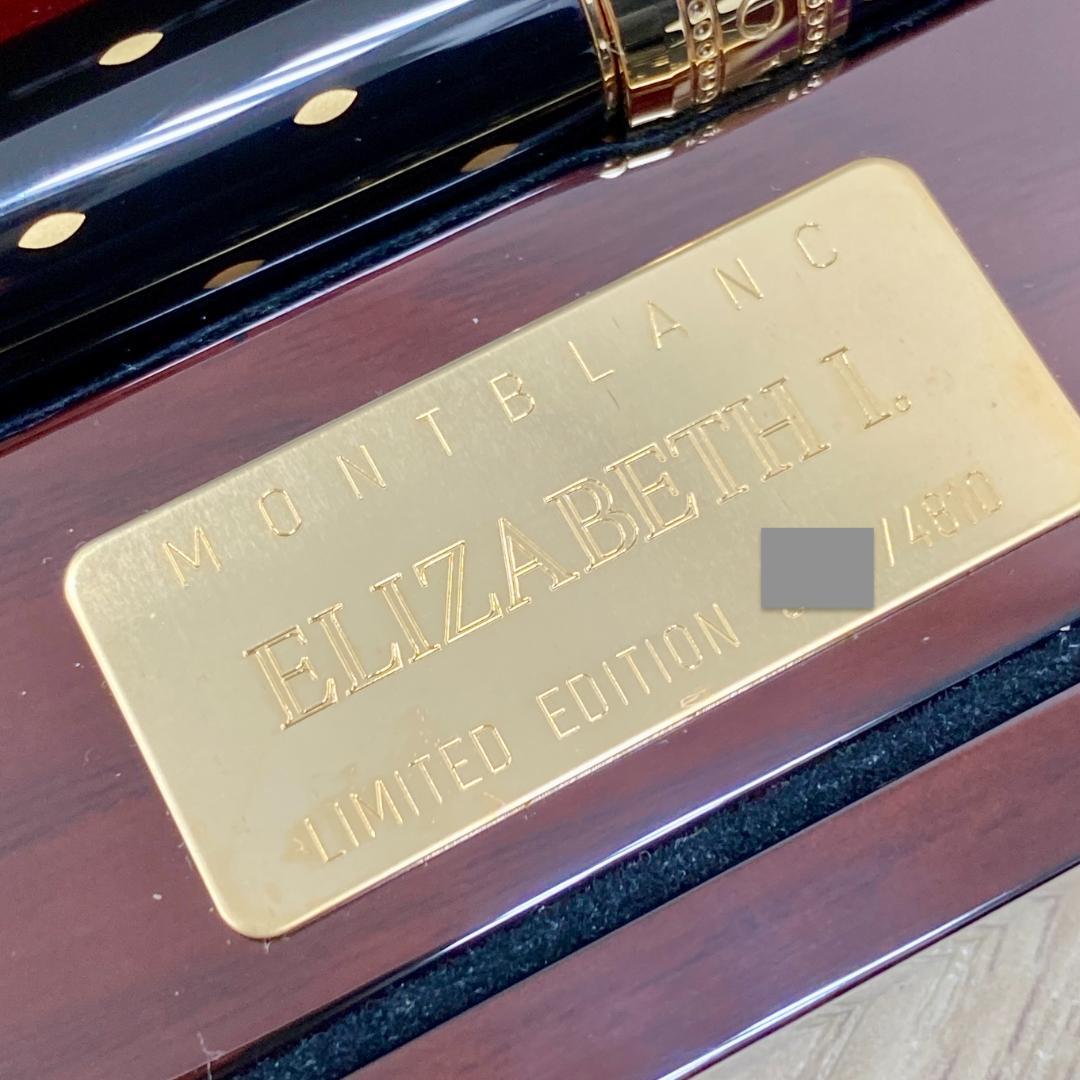 MONTBLANC
ELIZABETH I.
LIMITED EDITION /4810